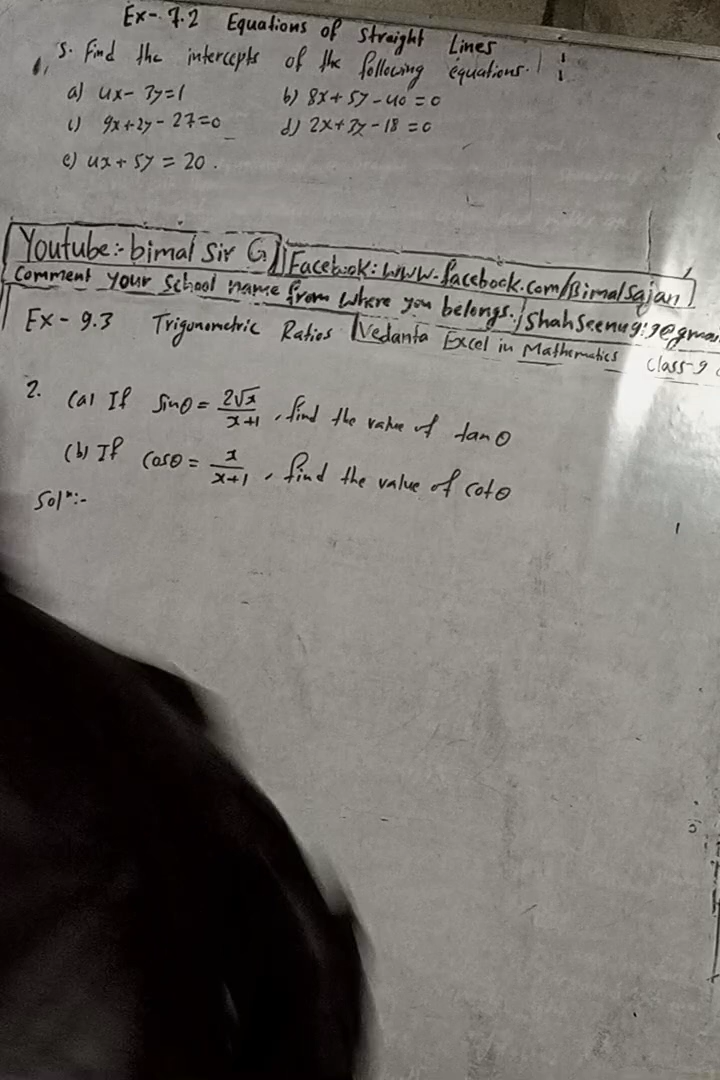 Ex-7.2 Equations of Straight Lines
5. Find the intercepts of the following equations.
a) 4x - 3y = 1 b) 8x + 5y - 40 = 0
c) 9x + 2y - 27 = 0 d) 2x + 3y - 18 = 0
e) 4x + 5y = 20.
Youtube:- bimal Sir G Facebook: www.facebook.com/Bimalsajan
Comment your School name from where you belongs.
Ex-9.3 Trigonometric Ratios Vedanta Excel in Mathematics Class-9
2. (a) If Sinθ = 2√x/x+1, find the value of tanθ
(b) If Cosθ = x/x+1, find the value of cotθ
Solⁿ:-